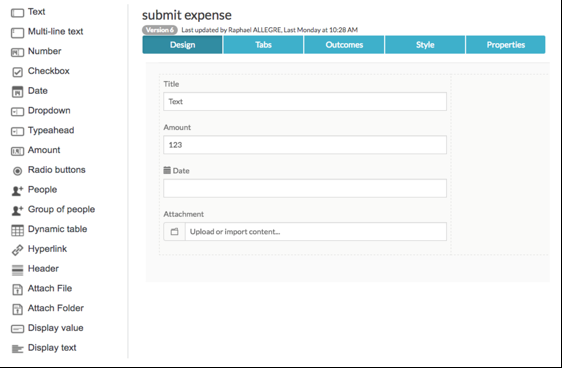 Text
Multi-line text
Number
Checkbox
Date
Dropdown
Typeahead
Amount
Radio buttons
People
Group of people
Dynamic table
Hyperlink
Header
Attach File
Attach Folder
Display value
Display text
submit expense
Version 6 Last updated by Raphael ALLEGRE, Last Monday at 10:28 AM
Design Tabs Outcomes Style Properties
Title
Text
Amount
123
Date
Attachment
Upload or import content...